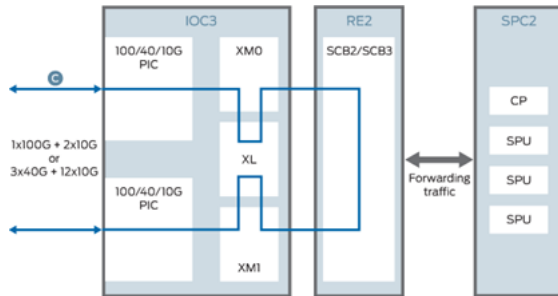 IOC3
RE2
SPC2
100/40/10G
PIC
XM0
SCB2/SCB3
C
CP
1x100G + 2x10G
or
3x40G + 12x10G
XL
SPU
Forwarding
traffic
SPU
100/40/10G
PIC
SPU
XM1